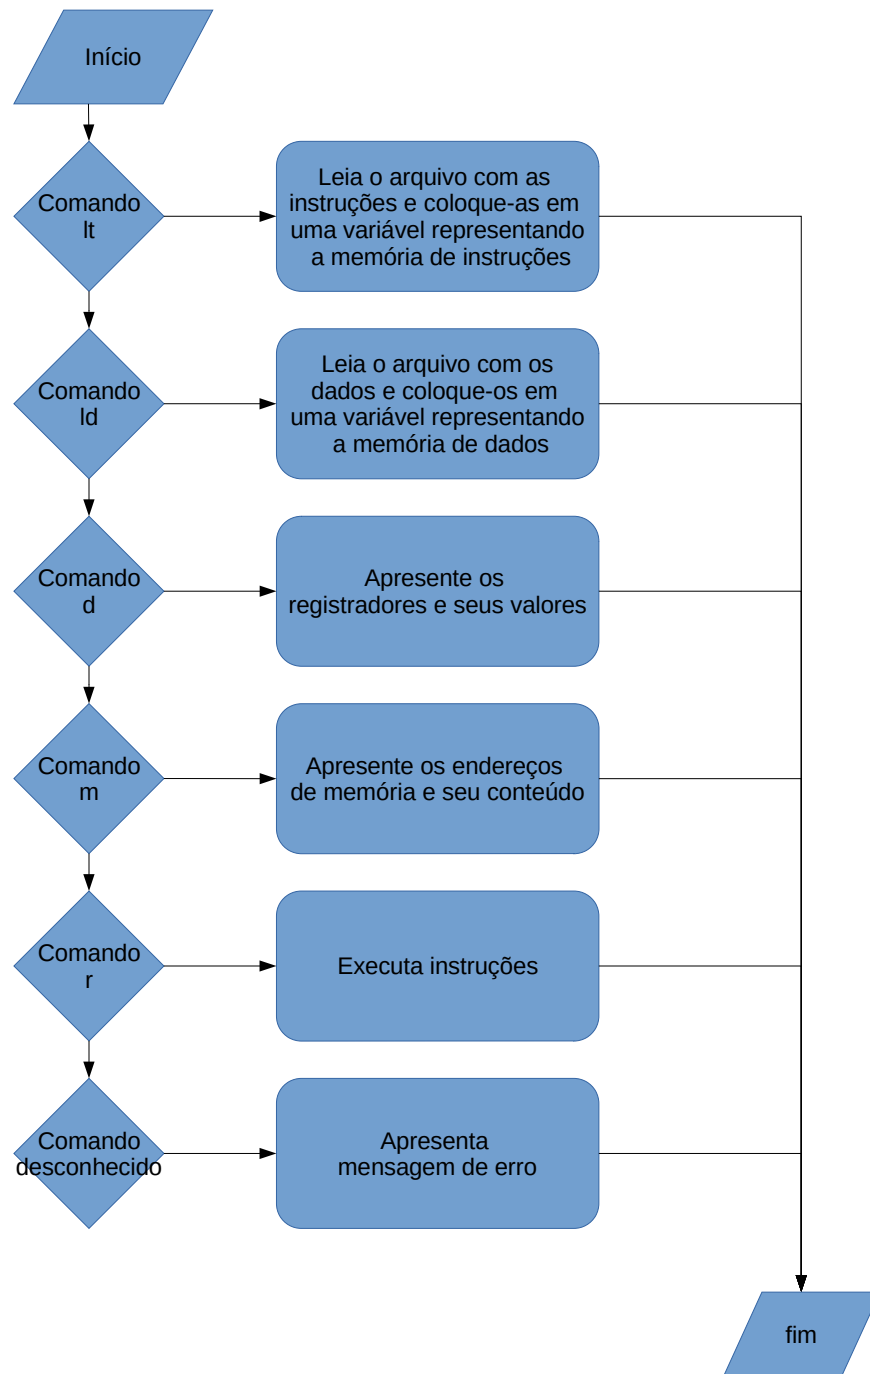 Início
Comando
lt
Leia o arquivo com as
instruções e coloque-as em
uma variável representando
a memória de instruções
Comando
ld
Leia o arquivo com os
dados e coloque-os em
uma variável representando
a memória de dados
Comando
d
Apresente os
registradores e seus valores
Comando
m
Apresente os endereços
de memória e seu conteúdo
Comando
r
Executa instruções
Comando
desconhecido
Apresenta
mensagem de erro
fim